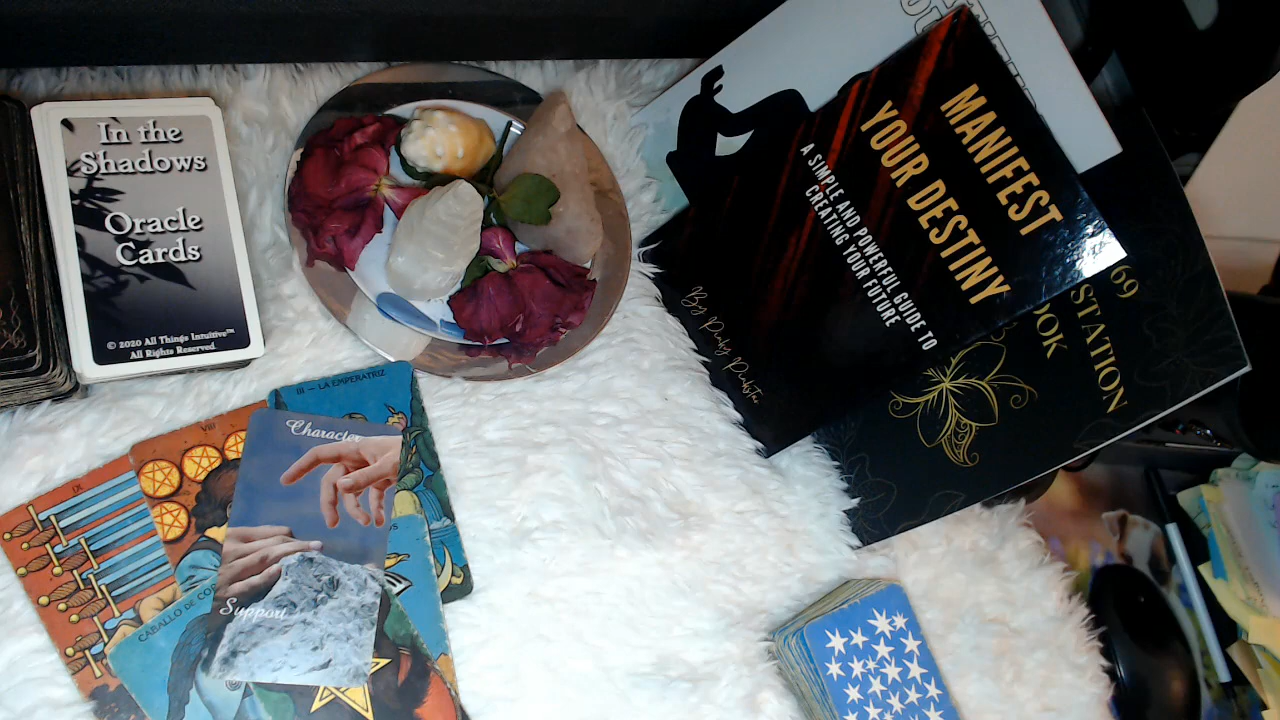 In the
Shadows
Oracle
Cards
© 2020 All Things Intuitive™
All Rights Reserved
MANIFEST
YOUR DESTINY
A SIMPLE AND POWERFUL GUIDE TO
CREATING YOUR FUTURE
369
STATION
OOK
III - LA EMPERATRIZ
VIII
IX
Character
Support
CABALLO DE CO